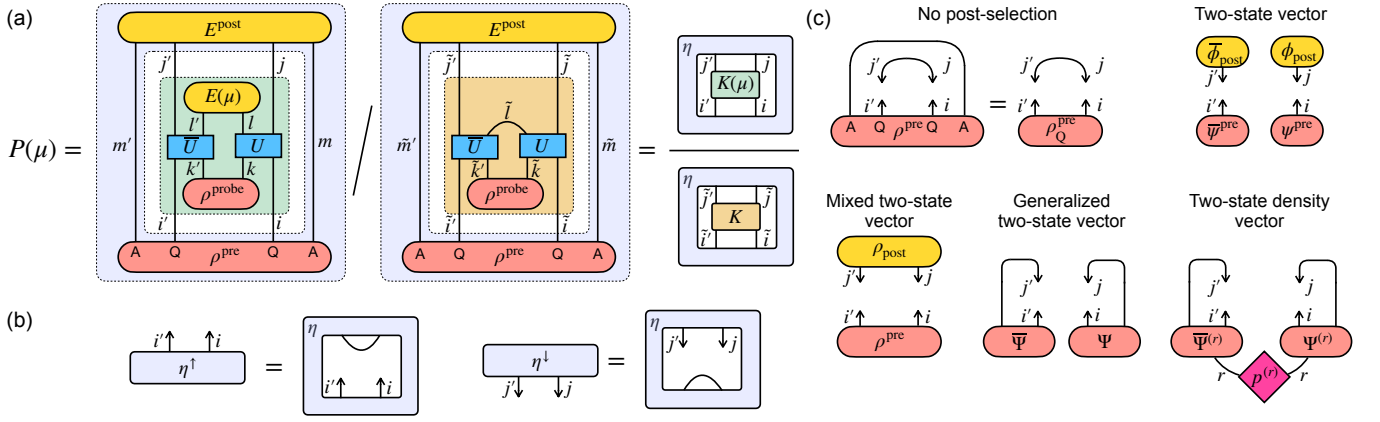 (a)
P(μ) =
E^post
j′ j
E(μ)
l′ l
U̅ U
m′ m
k′ k
ρ^probe
i′ i
A Q ρ^pre Q A
/
E^post
j̃′ j̃
l̃
U̅ U
m̃′ m̃
k̃′ k̃
ρ^probe
ĩ′ ĩ
A Q ρ^pre Q A
=
η
j′ j
K(μ)
i′ i
η
j̃′ j̃
K
ĩ′ ĩ
(b)
i′ i
η^↑
=
η
i′ i
η^↓
j′ j
=
η
j′ j
(c)
No post-selection
j′ j
i′ i
A Q ρ^pre Q A
=
j′ j
i′ i
ρ_Q^pre
Two-state vector
ϕ̅_post ϕ_post
j′ j
i′ i
ψ̅^pre ψ^pre
Mixed two-state
vector
ρ_post
j′ j
i′ i
ρ^pre
Generalized
two-state vector
j′ j
i′ i
Ψ̅ Ψ
Two-state density
vector
j′ j
i′ i
Ψ̅^(r) Ψ^(r)
r p^(r) r